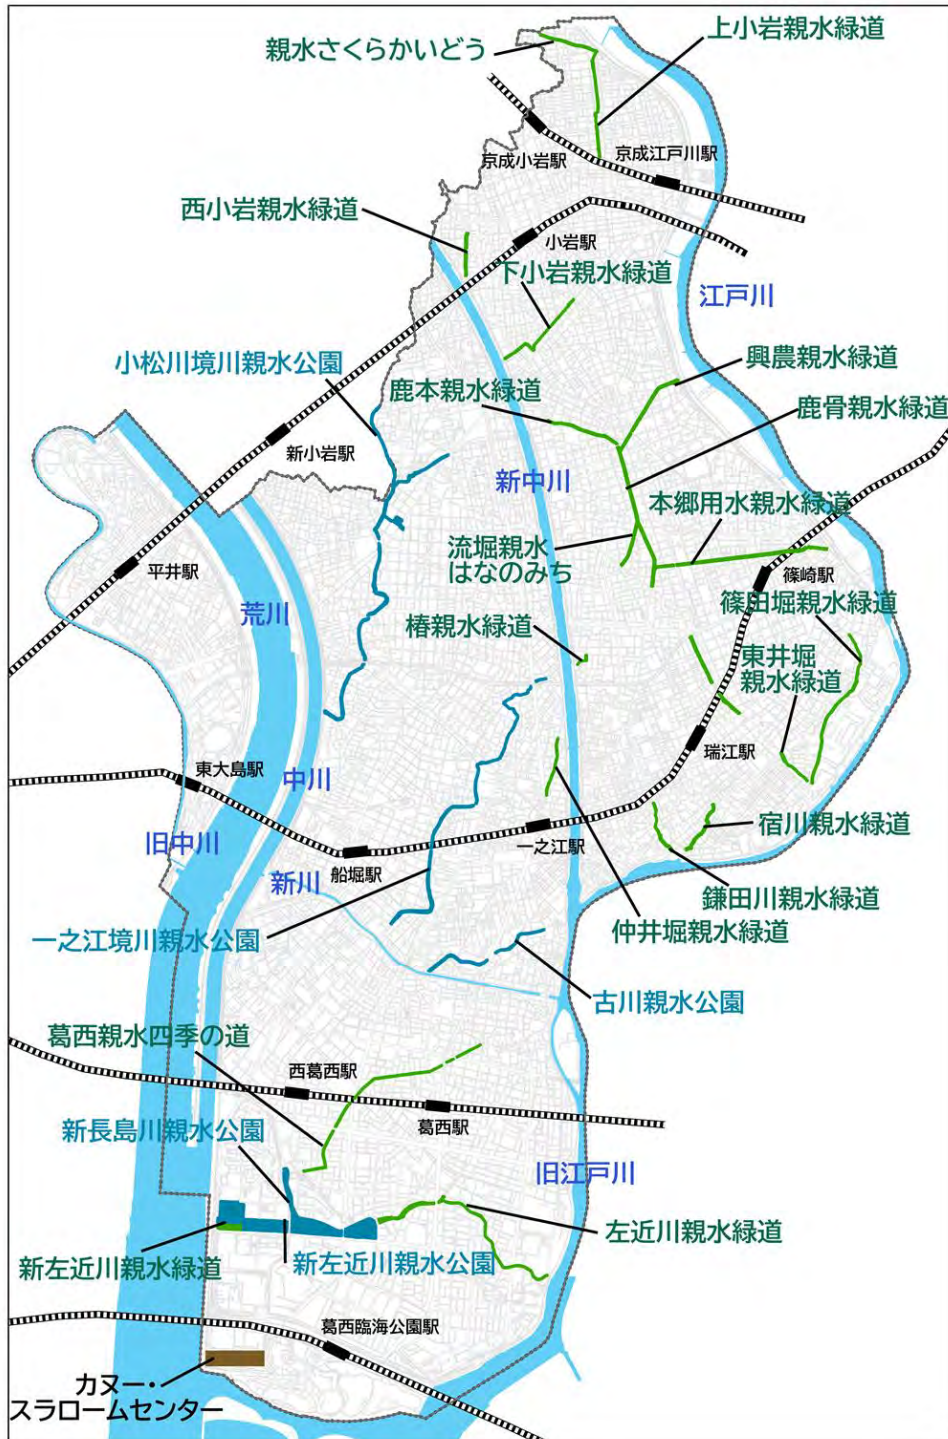 上小岩親水緑道
親水さくらかいどう
京成小岩駅
京成江戸川駅
西小岩親水緑道
小岩駅
下小岩親水緑道
江戸川
小松川境川親水公園
興農親水緑道
鹿本親水緑道
鹿骨親水緑道
新小岩駅
新中川
本郷用水親水緑道
流堀親水
はなのみち
平井駅
篠崎駅
荒川
篠田堀親水緑道
椿親水緑道
東井堀
親水緑道
瑞江駅
東大島駅
中川
宿川親水緑道
旧中川
一之江駅
船堀駅
新川
鎌田川親水緑道
仲井堀親水緑道
一之江境川親水公園
古川親水公園
葛西親水四季の道
西葛西駅
葛西駅
新長島川親水公園
旧江戸川
左近川親水緑道
新左近川親水緑道
新左近川親水公園
葛西臨海公園駅
カヌー・
スラロームセンター